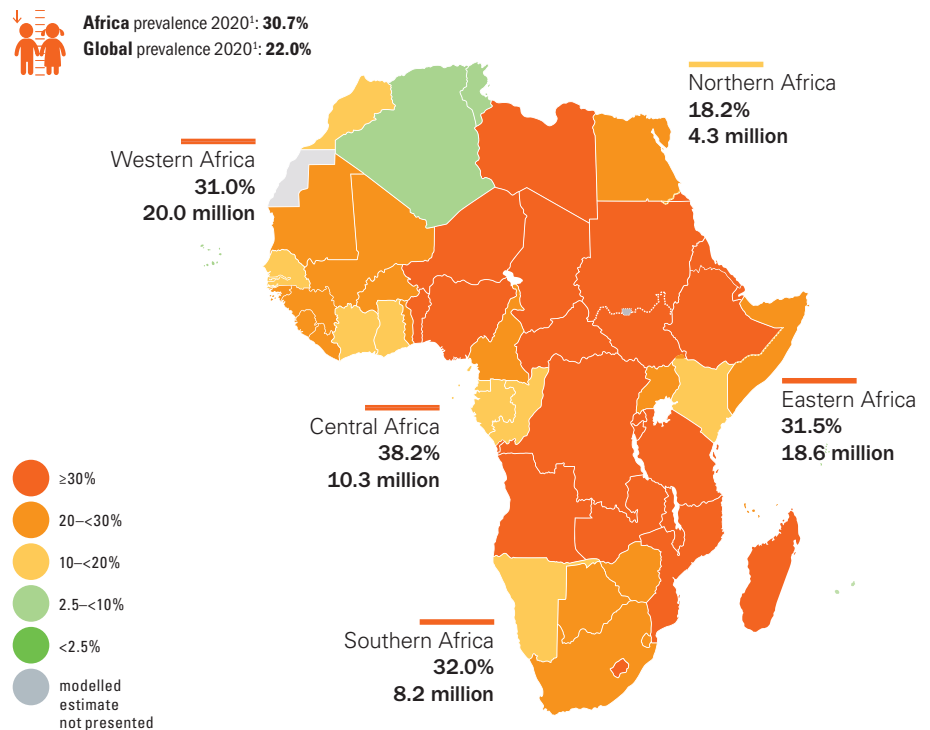 Africa prevalence 2020¹: 30.7%
Global prevalence 2020¹: 22.0%
Northern Africa
18.2%
4.3 million
Western Africa
31.0%
20.0 million
Eastern Africa
31.5%
18.6 million
Central Africa
38.2%
10.3 million
Southern Africa
32.0%
8.2 million
≥30%
20–<30%
10–<20%
2.5–<10%
<2.5%
modelled
estimate
not presented